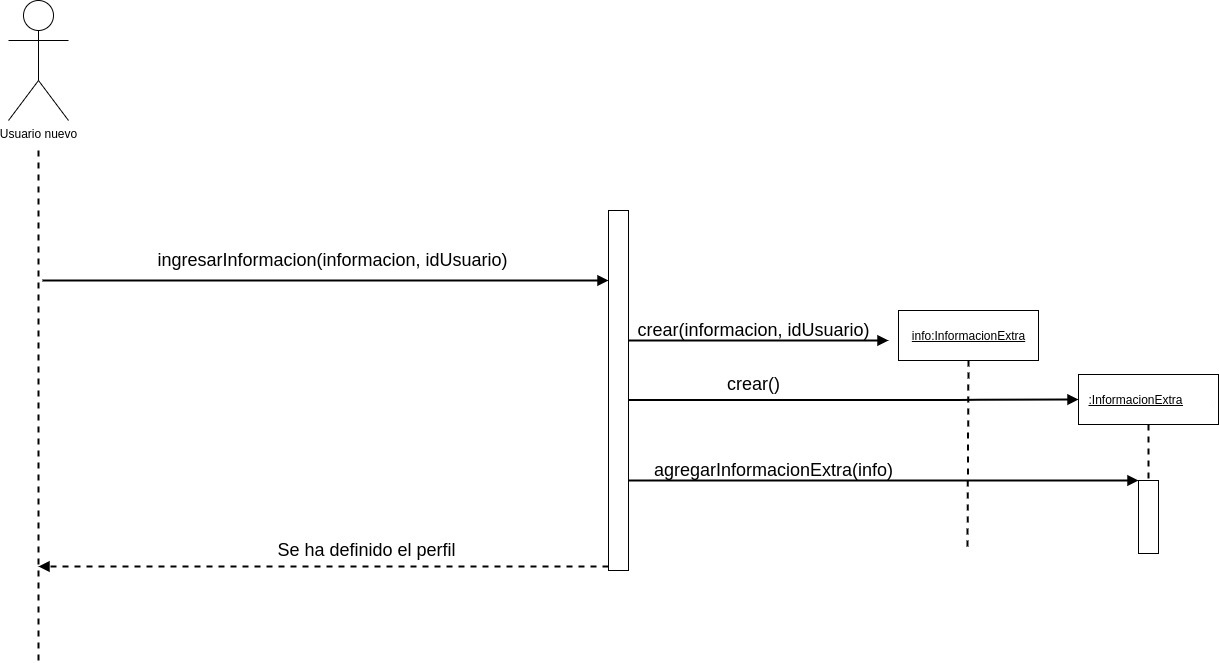 Usuario nuevo
ingresarInformacion(informacion, idUsuario)
crear(informacion, idUsuario)
info:InformacionExtra
crear()
:InformacionExtra
agregarInformacionExtra(info)
Se ha definido el perfil